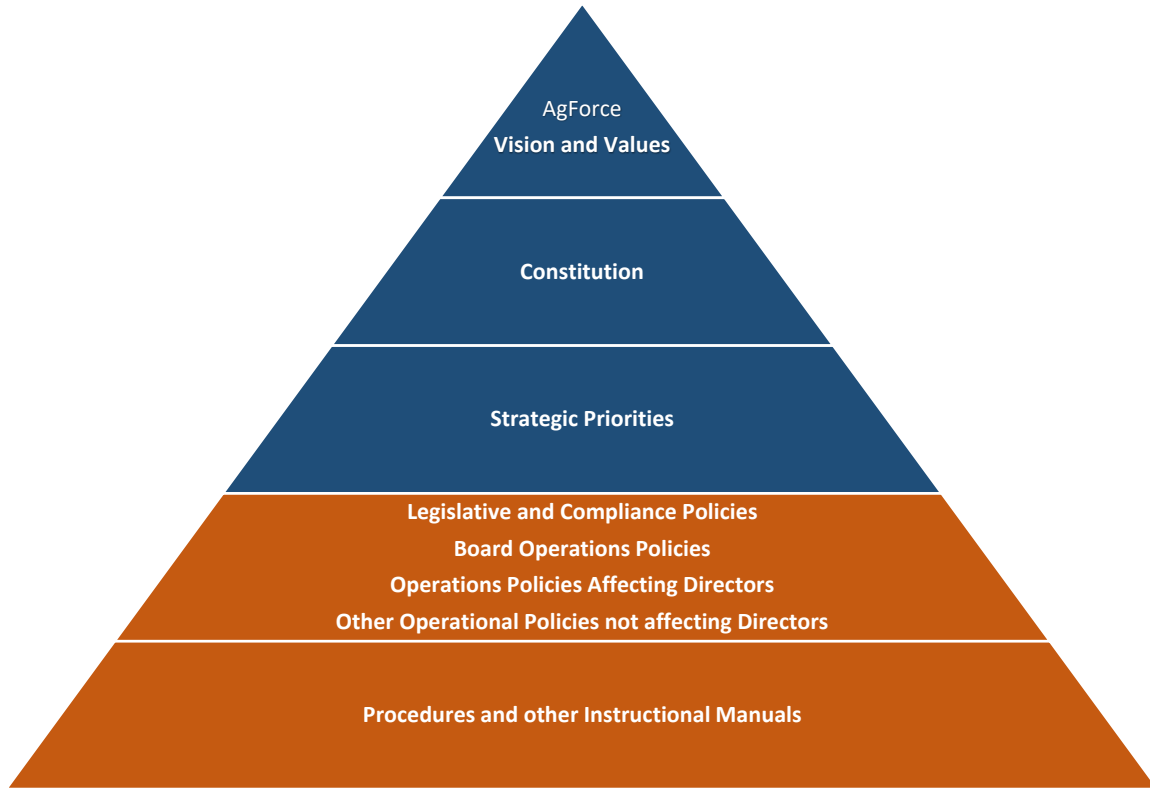 AgForce
Vision and Values
Constitution
Strategic Priorities
Legislative and Compliance Policies
Board Operations Policies
Operations Policies Affecting Directors
Other Operational Policies not affecting Directors
Procedures and other Instructional Manuals